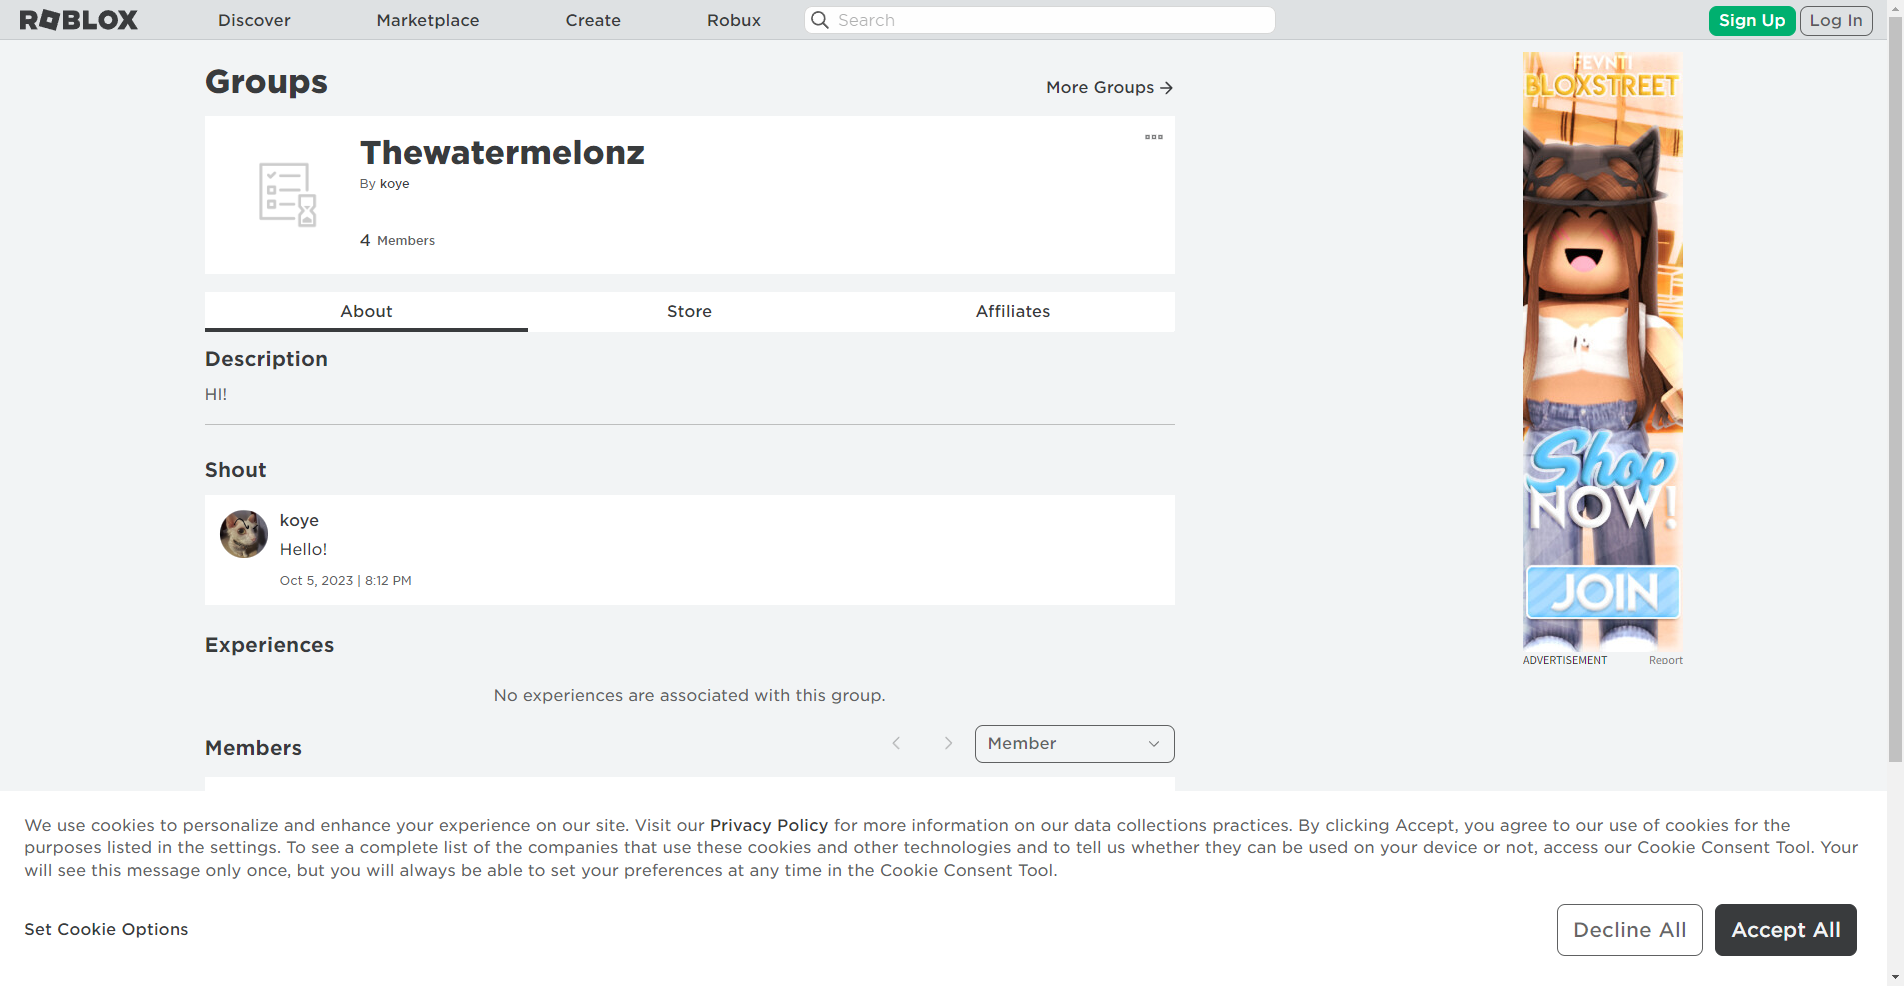 ROBLOX
Discover
Marketplace
Create
Robux
Search
Sign Up
Log In
Groups
More Groups
Thewatermelonz
By koye
4 Members
About
Store
Affiliates
Description
HI!
Shout
koye
Hello!
Oct 5, 2023 | 8:12 PM
Experiences
No experiences are associated with this group.
Members
Member
BLOXSTREET
Shop
NOW!
JOIN
ADVERTISEMENT
Report
We use cookies to personalize and enhance your experience on our site. Visit our Privacy Policy for more information on our data collections practices. By clicking Accept, you agree to our use of cookies for the
purposes listed in the settings. To see a complete list of the companies that use these cookies and other technologies and to tell us whether they can be used on your device or not, access our Cookie Consent Tool. Your
will see this message only once, but you will always be able to set your preferences at any time in the Cookie Consent Tool.
Set Cookie Options
Decline All
Accept All